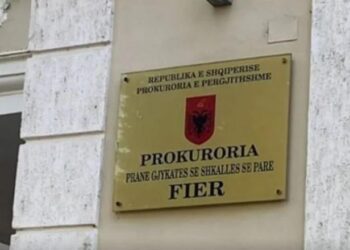 REPUBLIKA E SHQIPERISE
PROKURORIA E PERGJITHSHME
PROKURORIA
PRANE GJYKATES SE SHKALLES SE PARE
FIER